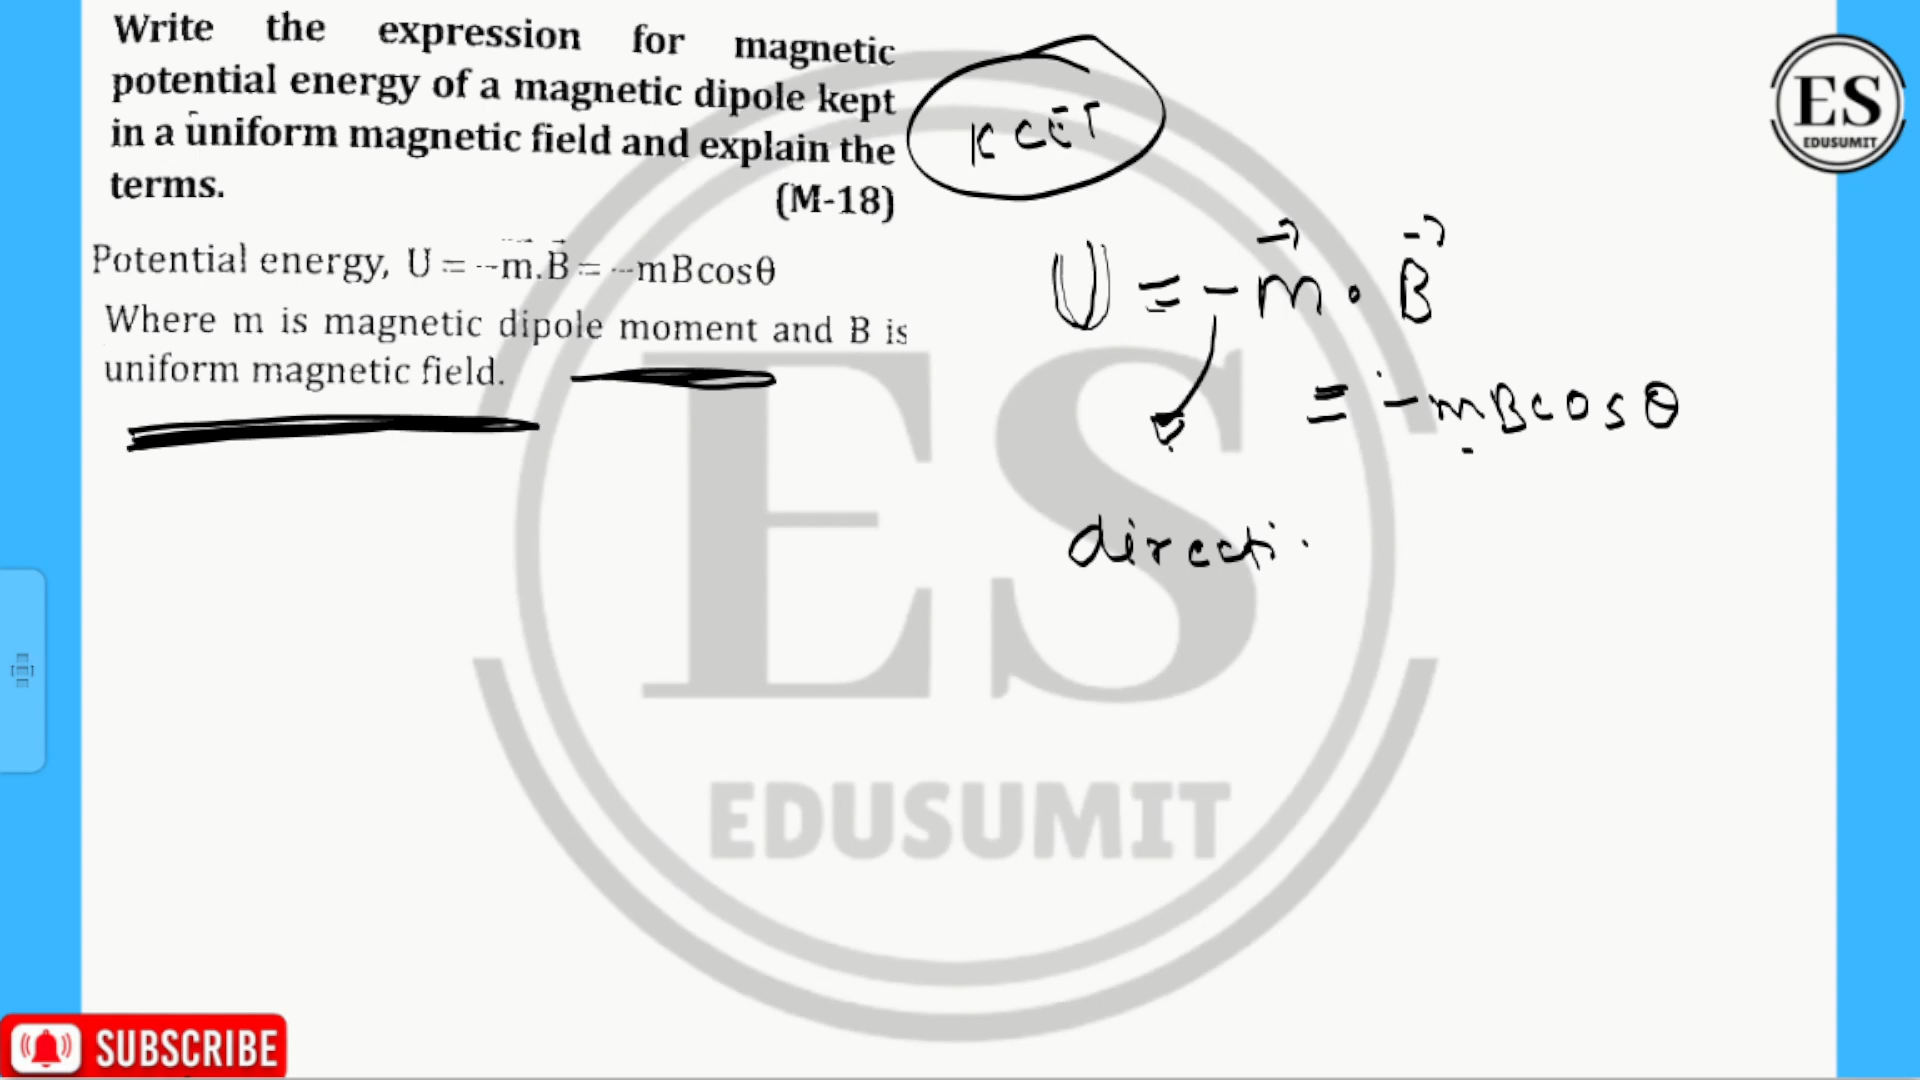 Write the expression for magnetic
potential energy of a magnetic dipole kept
in a uniform magnetic field and explain the
terms. (M-18)
KCET
ES
EDUSUMIT
Potential energy, U = -m⃗.B⃗ = -mBcosθ
Where m is magnetic dipole moment and B is
uniform magnetic field.
U = -m⃗ · B⃗
= -mBcosθ
directi
ES
EDUSUMIT
SUBSCRIBE